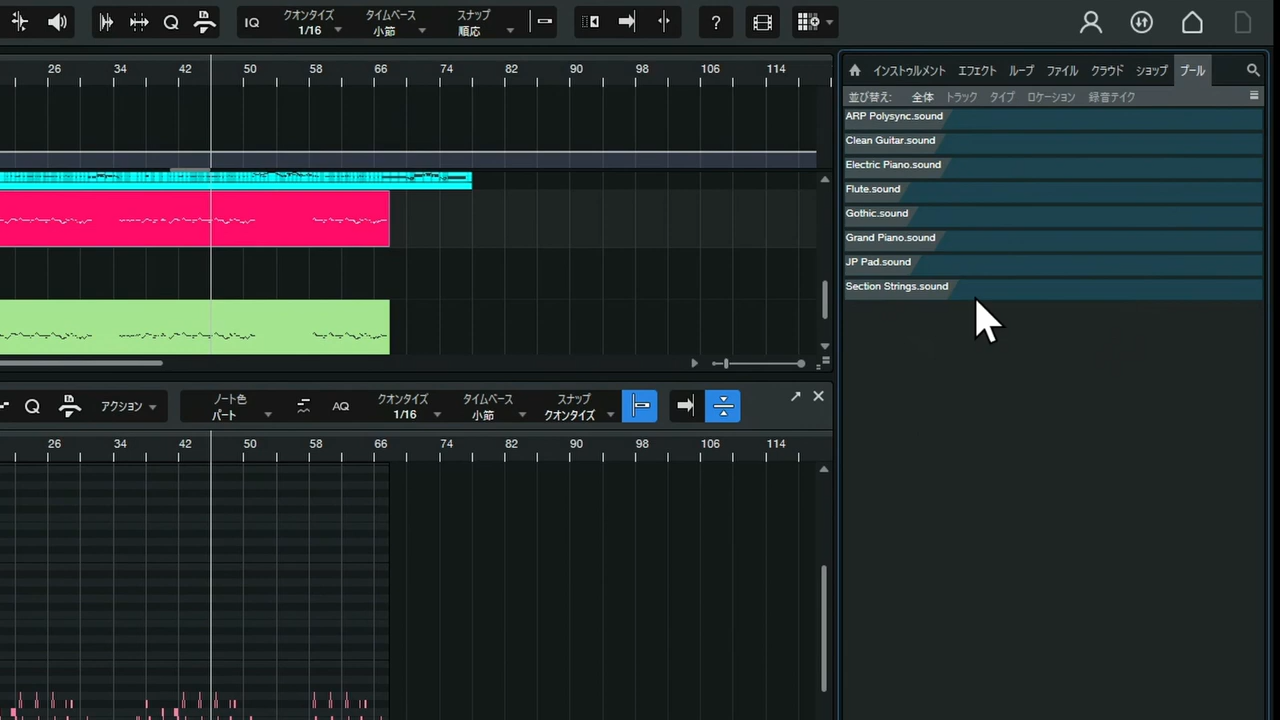 IQ クオンタイズ 1/16 タイムベース 小節 スナップ 順応 ?
26 34 42 50 58 66 74 82 90 98 106 114
インストゥルメント エフェクト ループ ファイル クラウド ショップ プール
並び替え: 全体 トラック タイプ ロケーション 録音テイク
ARP Polysync.sound
Clean Guitar.sound
Electric Piano.sound
Flute.sound
Gothic.sound
Grand Piano.sound
JP Pad.sound
Section Strings.sound
Q アクション ノート色 パート AQ クオンタイズ 1/16 タイムベース 小節 スナップ クオンタイズ
26 34 42 50 58 66 74 82 90 98 106 114